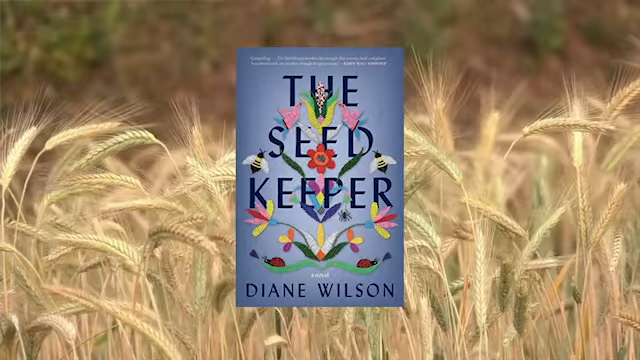 THE
SEED
KEEPER
a novel
DIANE WILSON